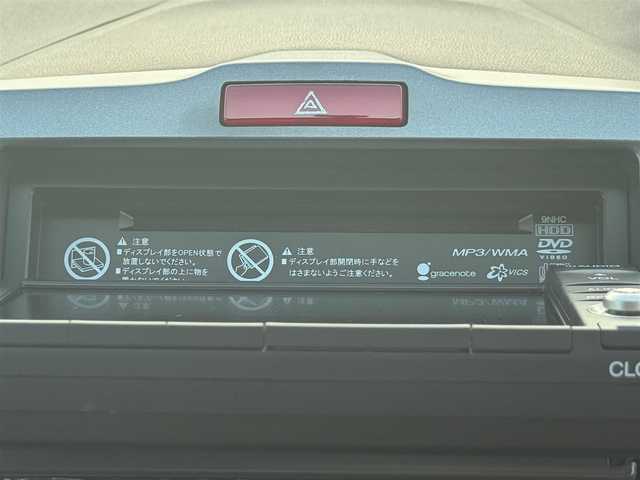 9NHC
HDD
DVD
VIDEO
MP3/WMA
gracenote
VICS
注意
■ディスプレイ部をOPEN状態で
放置しないでください。
■ディスプレイ部の上に物を
注意
■ディスプレイ部開閉時に手などを
はさまないようご注意ください。
VOL
CLO